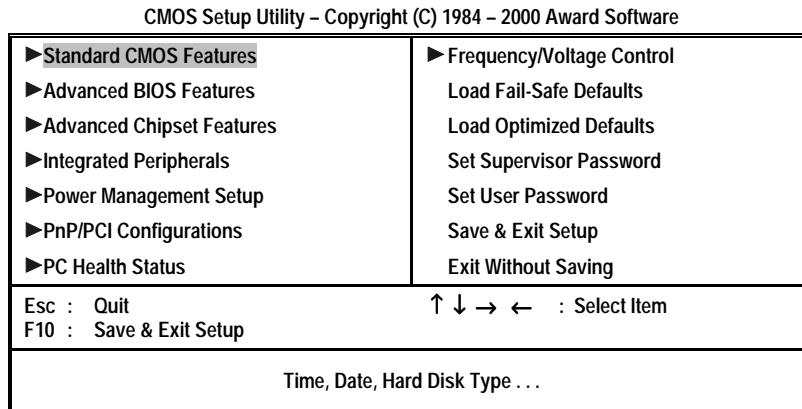 CMOS Setup Utility – Copyright (C) 1984 – 2000 Award Software
►Standard CMOS Features
►Advanced BIOS Features
►Advanced Chipset Features
►Integrated Peripherals
►Power Management Setup
►PnP/PCI Configurations
►PC Health Status
►Frequency/Voltage Control
Load Fail-Safe Defaults
Load Optimized Defaults
Set Supervisor Password
Set User Password
Save & Exit Setup
Exit Without Saving
Esc : Quit
F10 : Save & Exit Setup
↑ ↓ → ← : Select Item
Time, Date, Hard Disk Type . . .